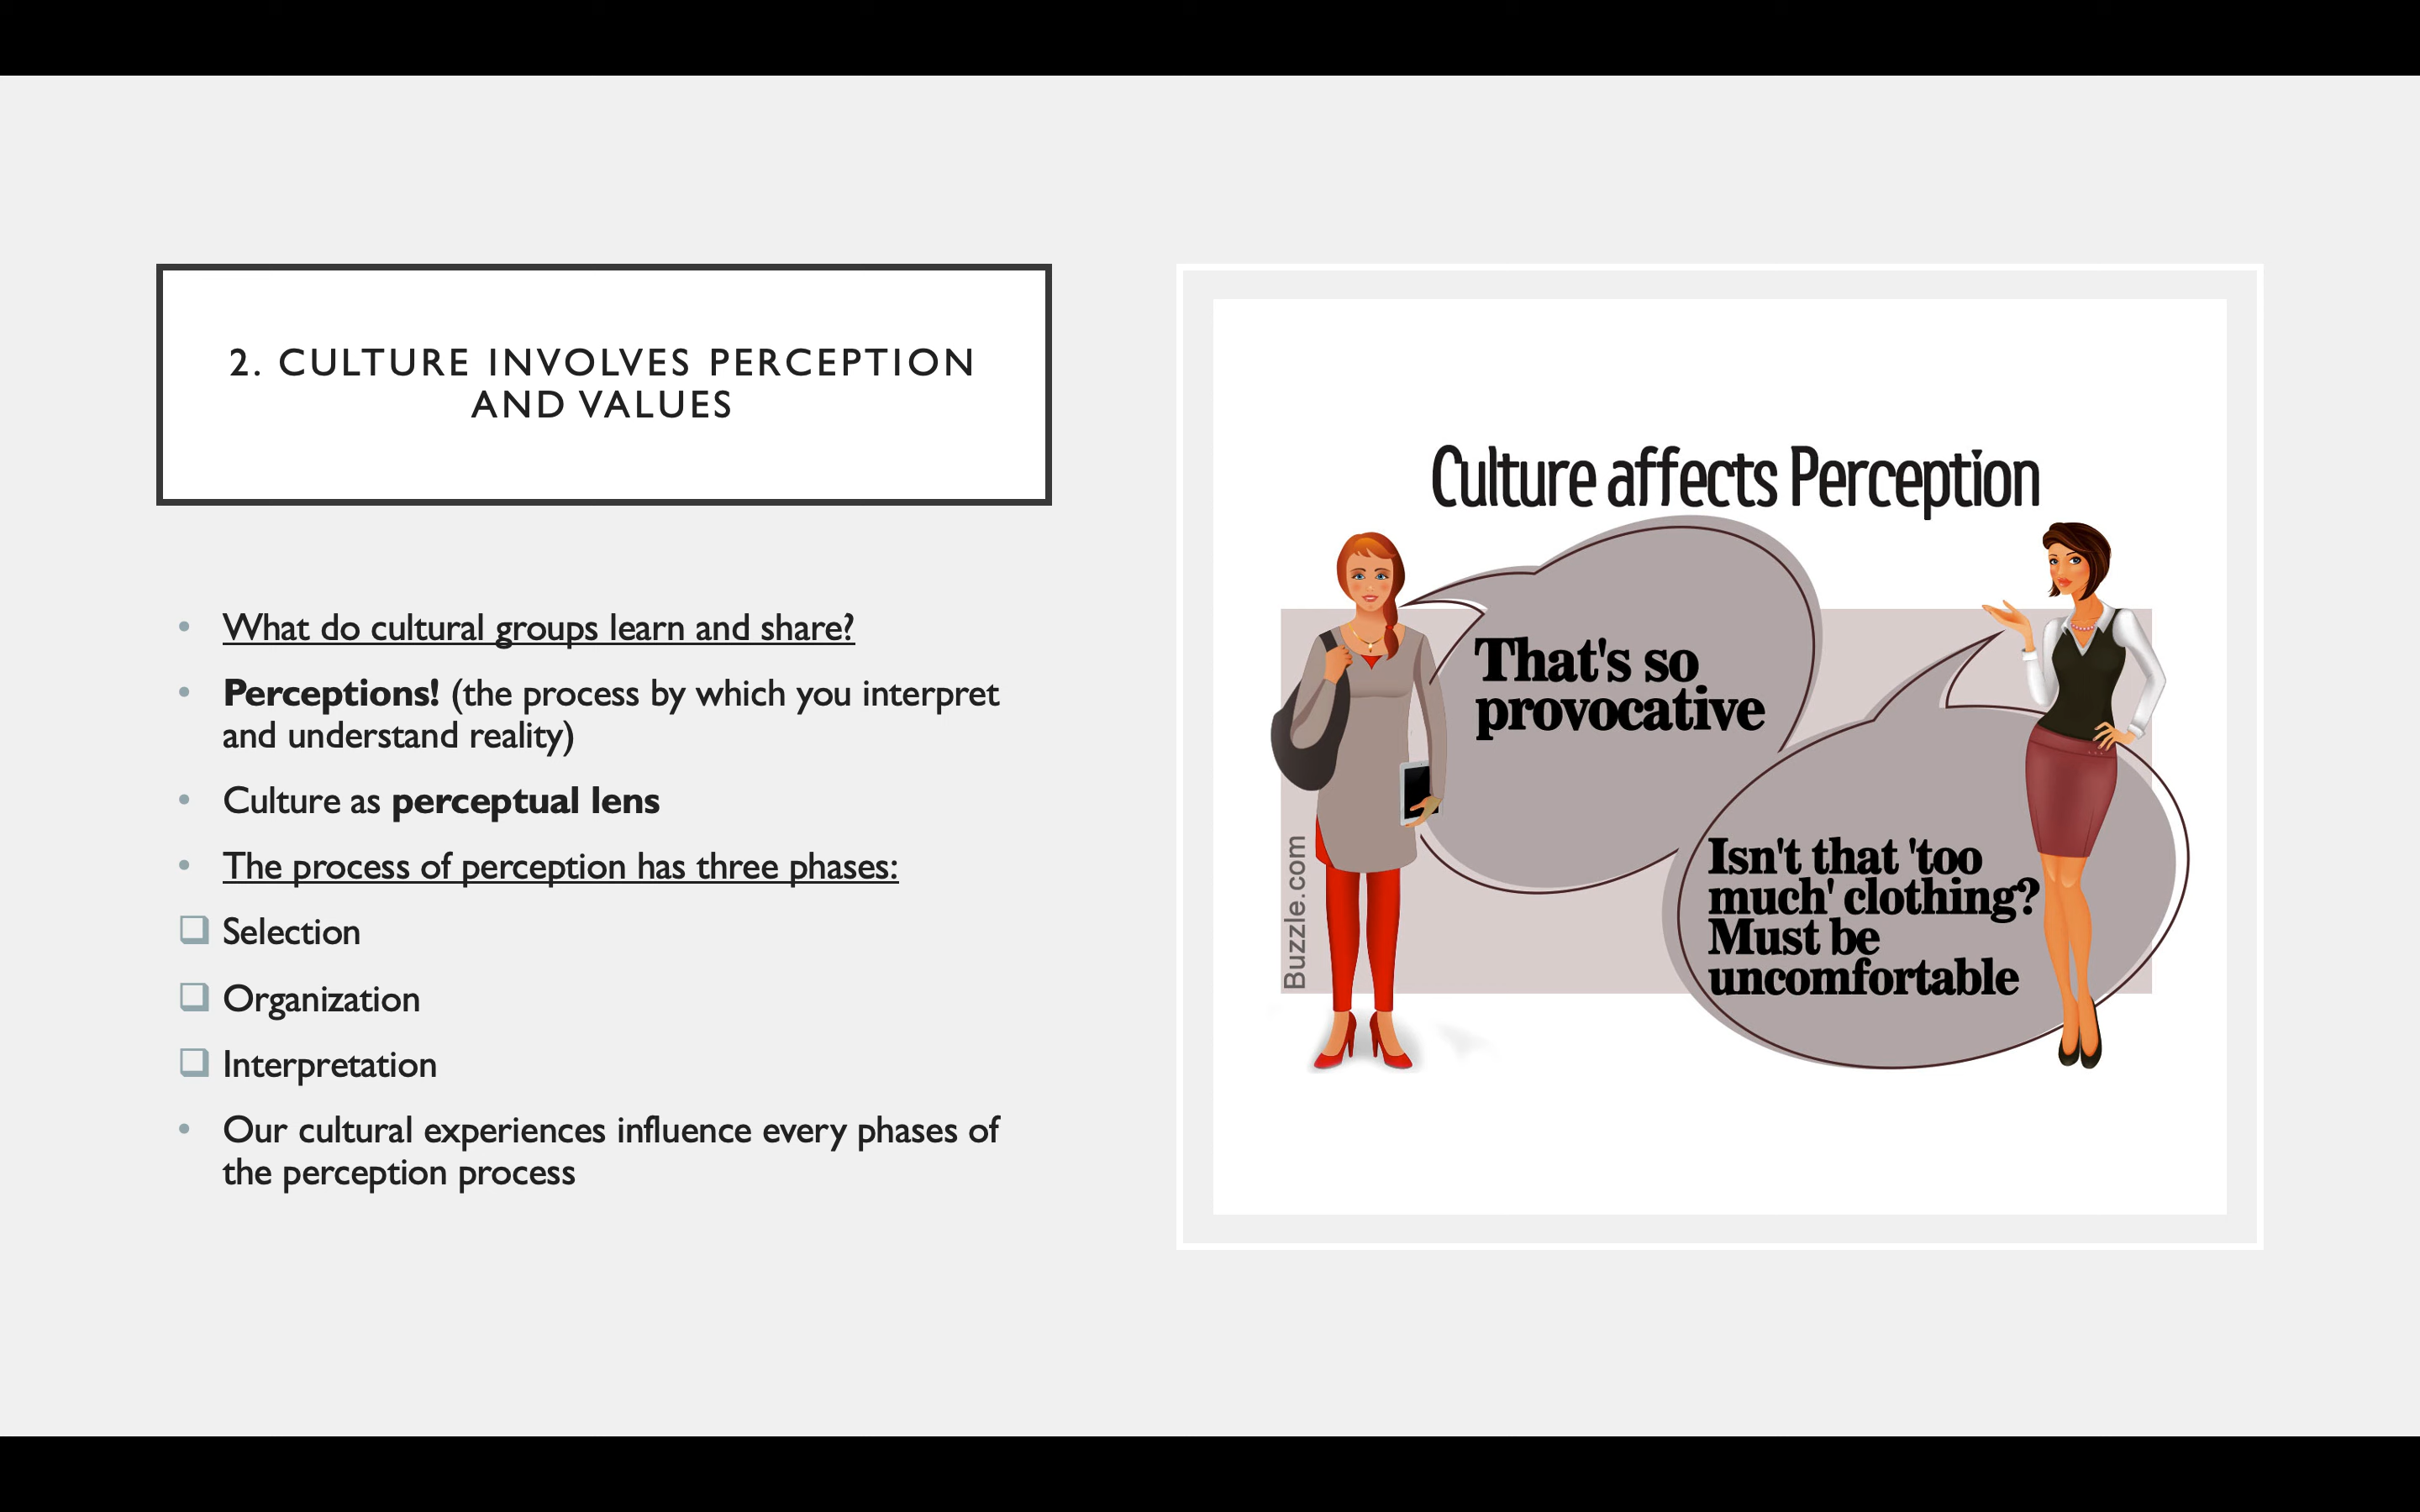 2. CULTURE INVOLVES PERCEPTION
AND VALUES
• What do cultural groups learn and share?
• Perceptions! (the process by which you interpret
and understand reality)
• Culture as perceptual lens
• The process of perception has three phases:
❑ Selection
❑ Organization
❑ Interpretation
• Our cultural experiences influence every phases of
the perception process
Culture affects Perception
That's so
provocative
Isn't that 'too
much' clothing?
Must be
uncomfortable
Buzzle.com